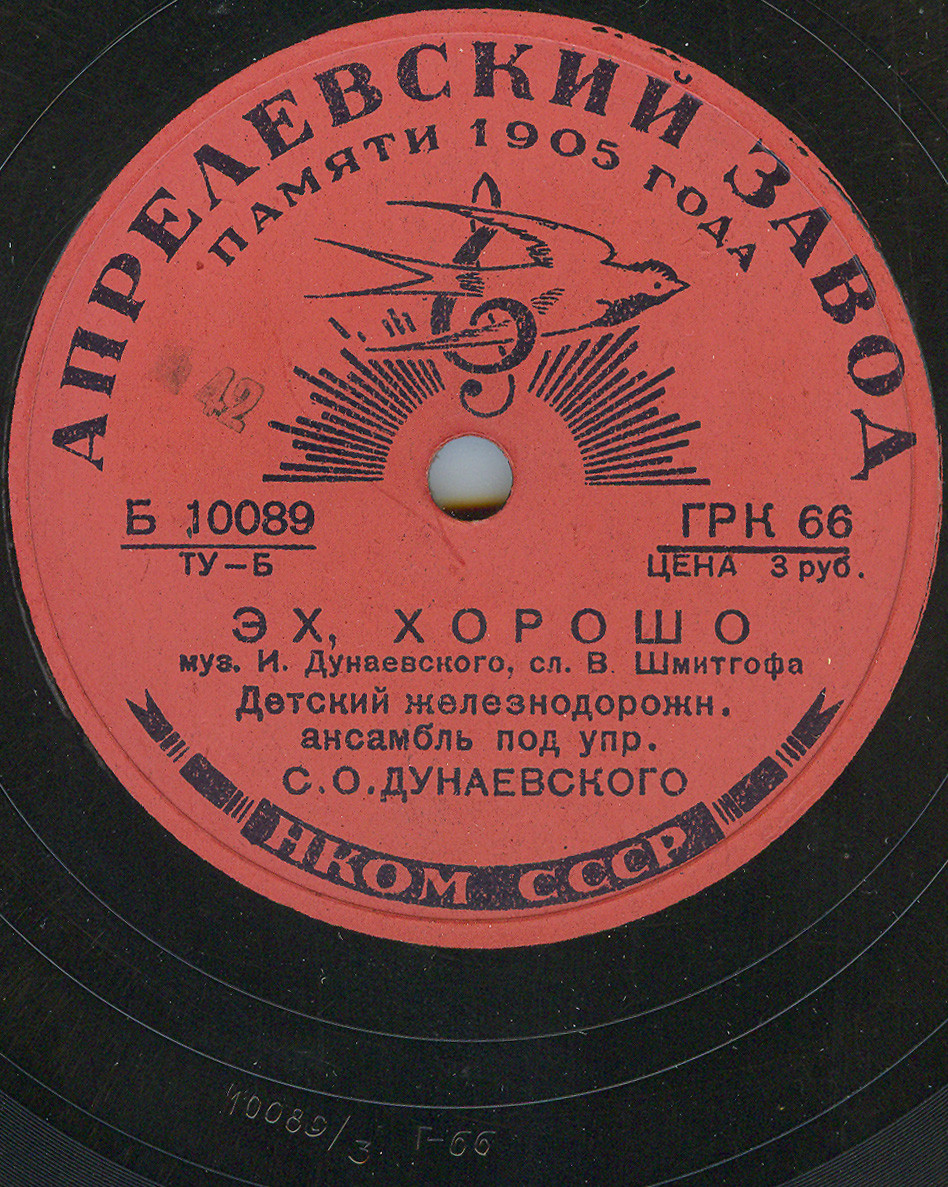 АПРЕЛЕВСКИЙ ЗАВОД
ПАМЯТИ 1905 ГОДА
42
Б 10089
ТУ-Б
ГРК 66
ЦЕНА 3 руб.
ЭХ, ХОРОШО
муз. И. Дунаевского, сл. В. Шмитгофа
Детский железнодорожн.
ансамбль под упр.
С.О.ДУНАЕВСКОГО
НКОМ СССР
10089/3 Г-66